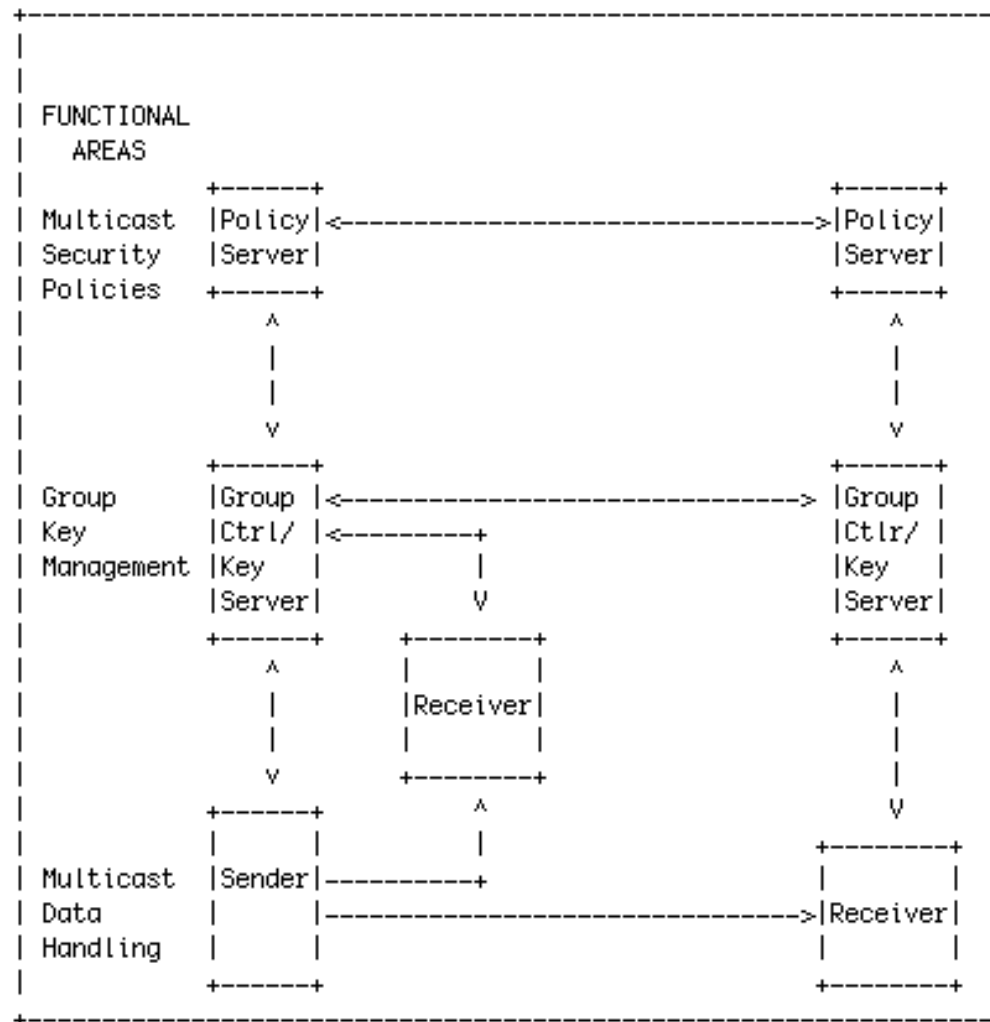 +-----------------------------------------------------------------
|
|
| FUNCTIONAL
|   AREAS
|            +------+                                  +------+
| Multicast  |Policy|<-------------------------------->|Policy|
| Security   |Server|                                  |Server|
| Policies   +------+                                  +------+
|                ^                                         ^
|                |                                         |
|                |                                         |
|                v                                         v
|            +------+                                  +------+
| Group      |Group |<-------------------------------> |Group |
| Key        |Ctrl/ |<---------+                       |Ctlr/ |
| Management |Key   |          |                       |Key   |
|            |Server|          V                       |Server|
|            +------+     +--------+                   +------+
|                ^        |        |                       ^
|                |        |Receiver|                       |
|                |        |        |                       |
|                v        +--------+                       |
|            +------+          ^                           V
|            |      |          |                      +--------+
| Multicast  |Sender|----------+                      |        |
| Data       |      |-------------------------------->|Receiver|
| Handling   |      |                                 |        |
|            +------+                                 +--------+
+-----------------------------------------------------------------